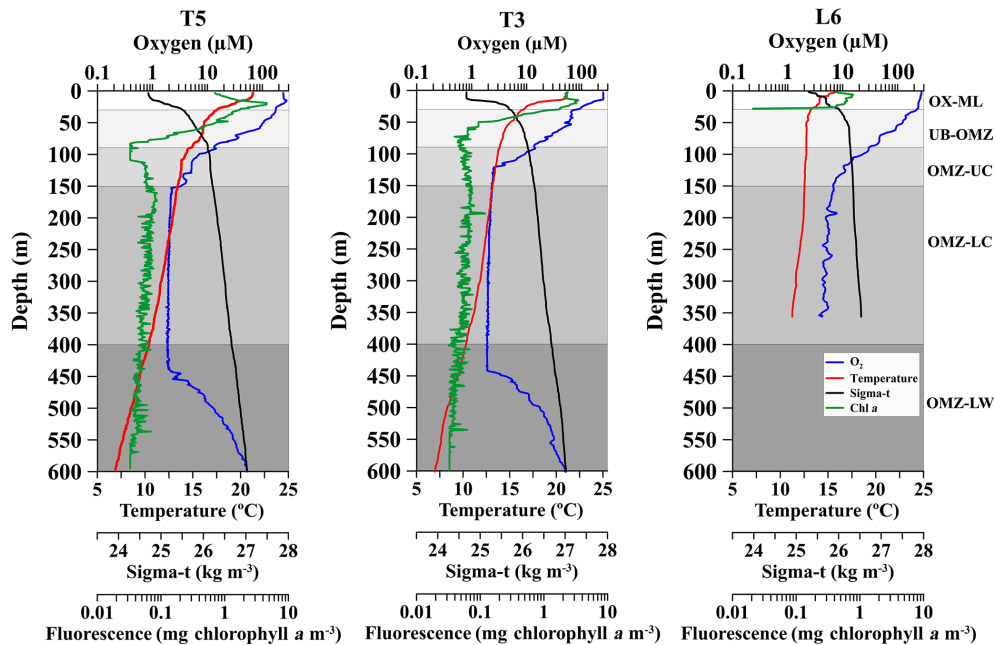 T5
Oxygen (µM)
0.1 1 10 100
0
50
100
150
200
250
300
350
400
450
500
550
600
Depth (m)
5 10 15 20 25
Temperature (ºC)
24 25 26 27 28
Sigma-t (kg m-3)
0.01 0.1 1 10
Fluorescence (mg chlorophyll a m-3)
T3
Oxygen (µM)
0.1 1 10 100
0
50
100
150
200
250
300
350
400
450
500
550
600
Depth (m)
5 10 15 20 25
Temperature (ºC)
24 25 26 27 28
Sigma-t (kg m-3)
0.01 0.1 1 10
Fluorescence (mg chlorophyll a m-3)
L6
Oxygen (µM)
0.1 1 10 100
0
50
100
150
200
250
300
350
400
450
500
550
600
Depth (m)
OX-ML
UB-OMZ
OMZ-UC
OMZ-LC
OMZ-LW
O2
Temperature
Sigma-t
Chl a
5 10 15 20 25
Temperature (ºC)
24 25 26 27 28
Sigma-t (kg m-3)
0.01 0.1 1 10
Fluorescence (mg chlorophyll a m-3)